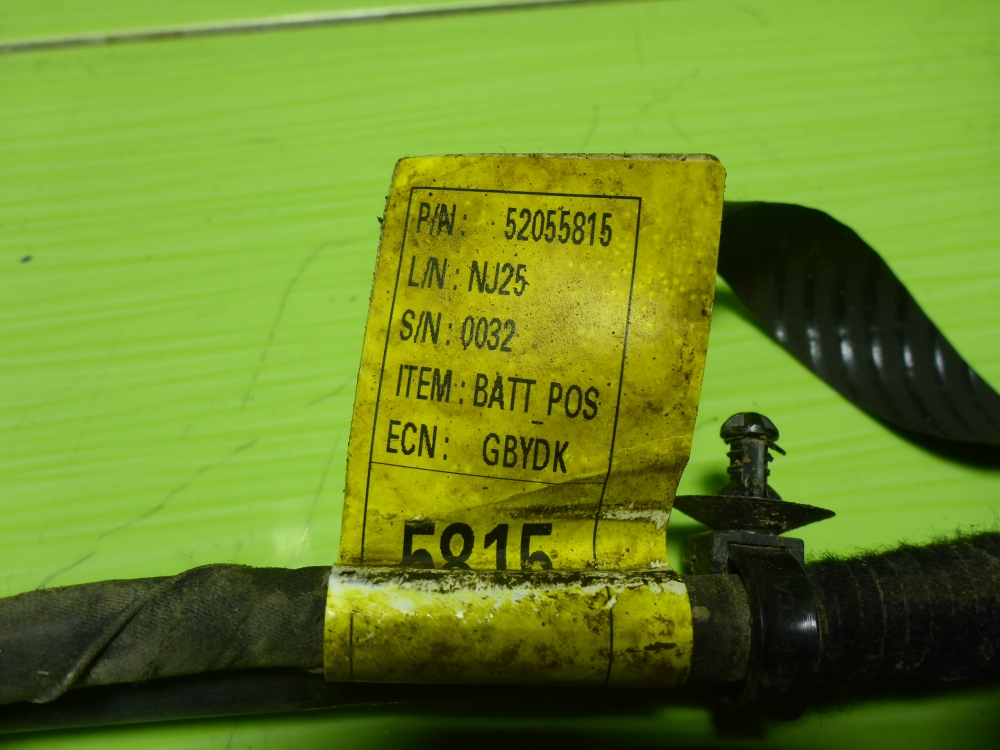 P/N: 52055815
L/N: NJ25
S/N: 0032
ITEM: BATT_POS
ECN: GBYDK
5815